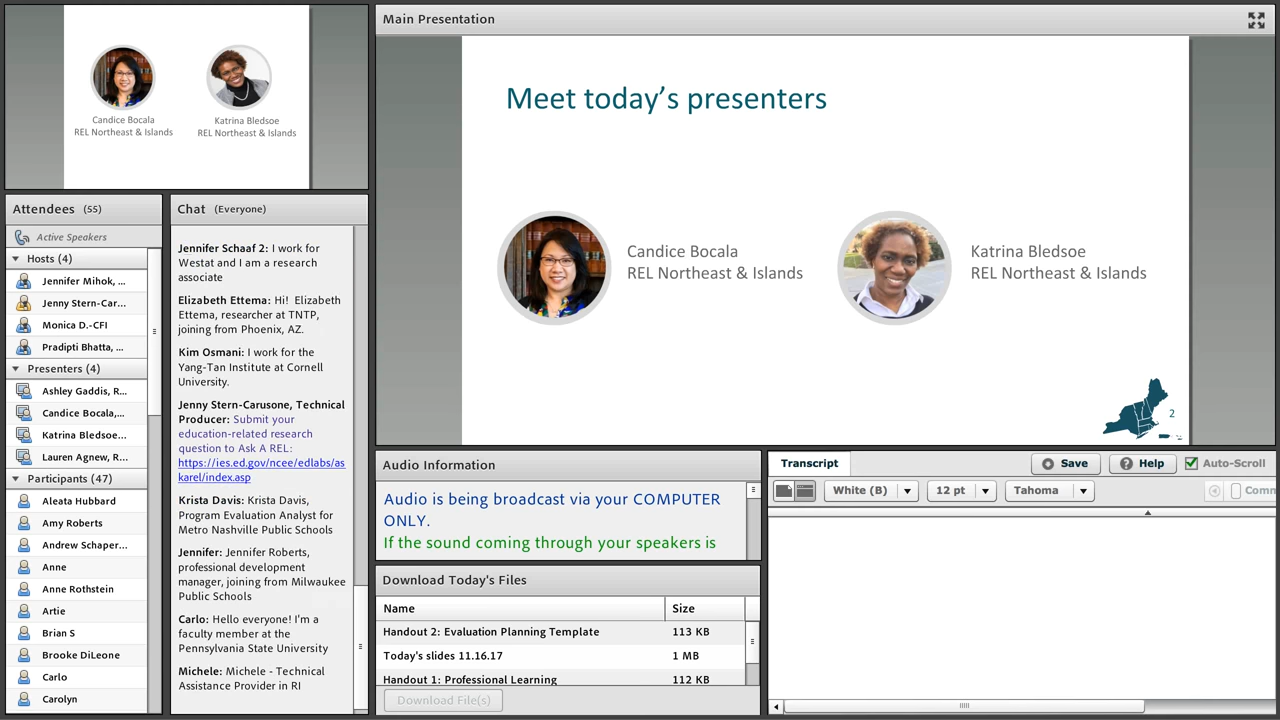 Candice Bocala
REL Northeast & Islands
Katrina Bledsoe
REL Northeast & Islands
Attendees (55)
Active Speakers
Hosts (4)
Jennifer Mihok, ...
Jenny Stern-Car...
Monica D.-CFI
Pradipti Bhatta, ...
Presenters (4)
Ashley Gaddis, R...
Candice Bocala,...
Katrina Bledsoe...
Lauren Agnew, R...
Participants (47)
Aleata Hubbard
Amy Roberts
Andrew Schaper...
Anne
Anne Rothstein
Artie
Brian S
Brooke DiLeone
Carlo
Carolyn
Chat (Everyone)
Jennifer Schaaf 2: I work for
Westat and I am a research
associate
Elizabeth Ettema: Hi! Elizabeth
Ettema, researcher at TNTP,
joining from Phoenix, AZ.
Kim Osmani: I work for the
Yang-Tan Institute at Cornell
University.
Jenny Stern-Carusone, Technical
Producer: Submit your
education-related research
question to Ask A REL:
https://ies.ed.gov/ncee/edlabs/as
karel/index.asp
Krista Davis: Krista Davis,
Program Evaluation Analyst for
Metro Nashville Public Schools
Jennifer: Jennifer Roberts,
professional development
manager, joining from Milwaukee
Public Schools
Carlo: Hello everyone! I'm a
faculty member at the
Pennsylvania State University
Michele: Michele - Technical
Assistance Provider in RI
Main Presentation
Meet today's presenters
Candice Bocala
REL Northeast & Islands
Katrina Bledsoe
REL Northeast & Islands
2
Audio Information
Audio is being broadcast via your COMPUTER
ONLY.
If the sound coming through your speakers is
Download Today's Files
Name Size
Handout 2: Evaluation Planning Template 113 KB
Today's slides 11.16.17 1 MB
Handout 1: Professional Learning 112 KB
Download File(s)
Transcript Save Help Auto-Scroll
White (B) 12 pt Tahoma